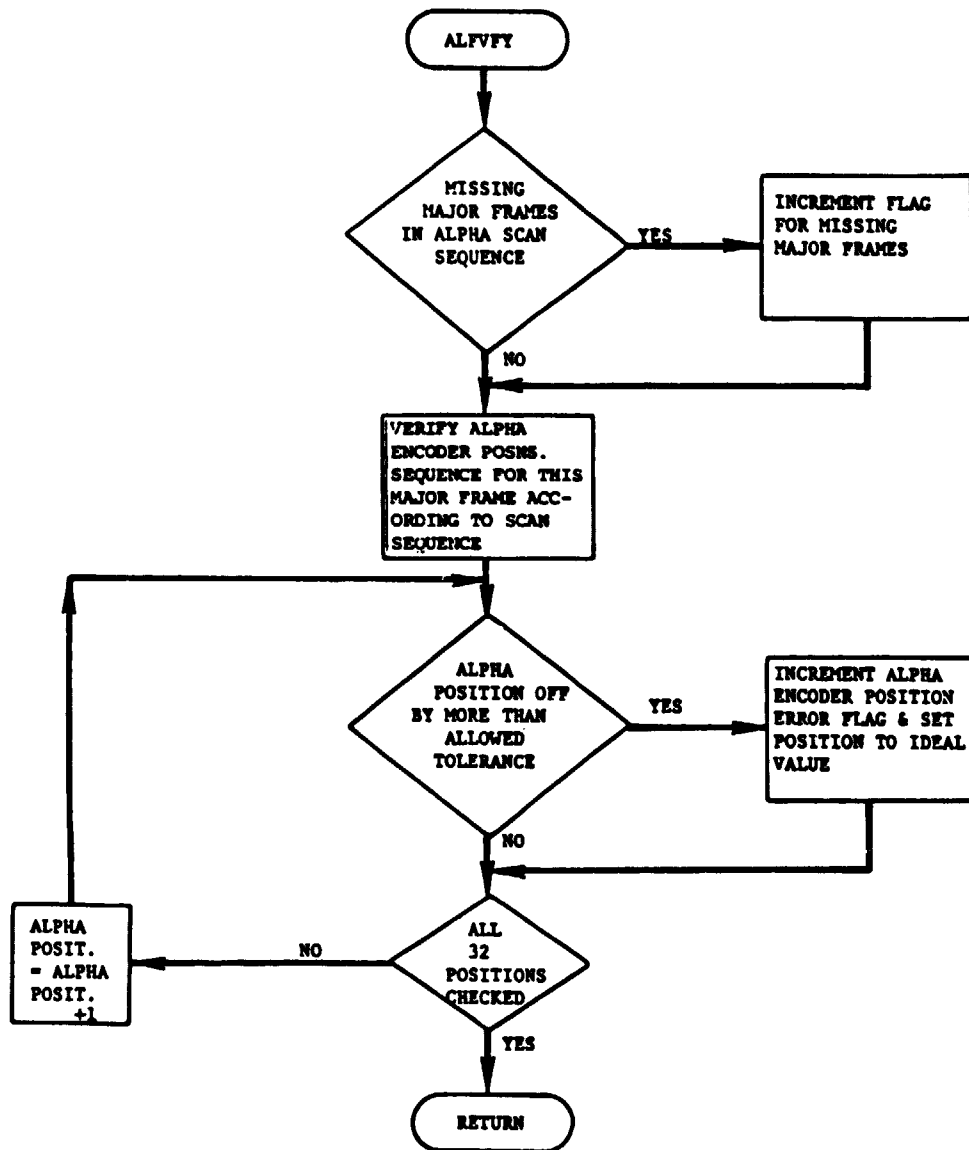 ALFVFY
MISSING
MAJOR FRAMES
IN ALPHA SCAN
SEQUENCE
YES
INCREMENT FLAG
FOR MISSING
MAJOR FRAMES
NO
VERIFY ALPHA
ENCODER POSNS.
SEQUENCE FOR THIS
MAJOR FRAME ACC-
ORDING TO SCAN
SEQUENCE
ALPHA
POSITION OFF
BY MORE THAN
ALLOWED
TOLERANCE
YES
INCREMENT ALPHA
ENCODER POSITION
ERROR FLAG & SET
POSITION TO IDEAL
VALUE
NO
ALL
32
POSITIONS
CHECKED
NO
ALPHA
POSIT.
= ALPHA
POSIT.
+1
YES
RETURN